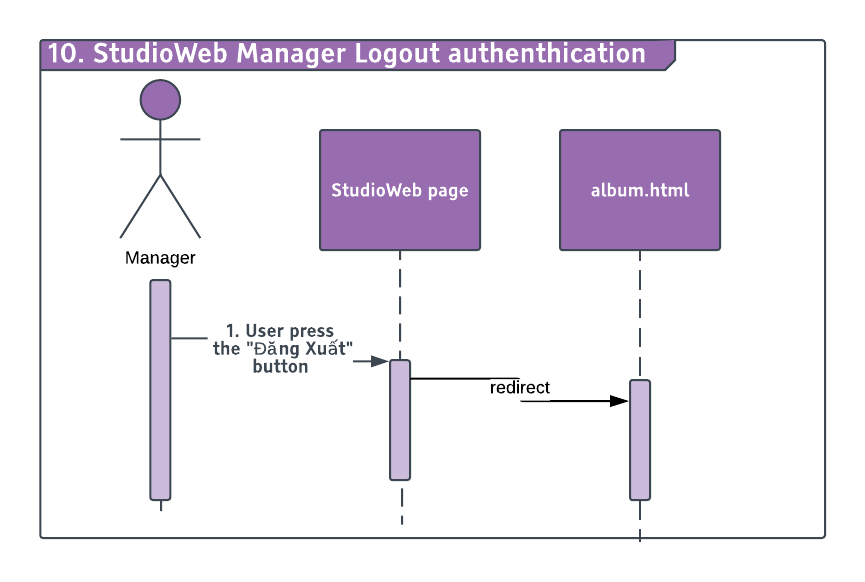 10. StudioWeb Manager Logout authenthication
StudioWeb page
album.html
Manager
1. User press
the "Đăng Xuất"
button
redirect